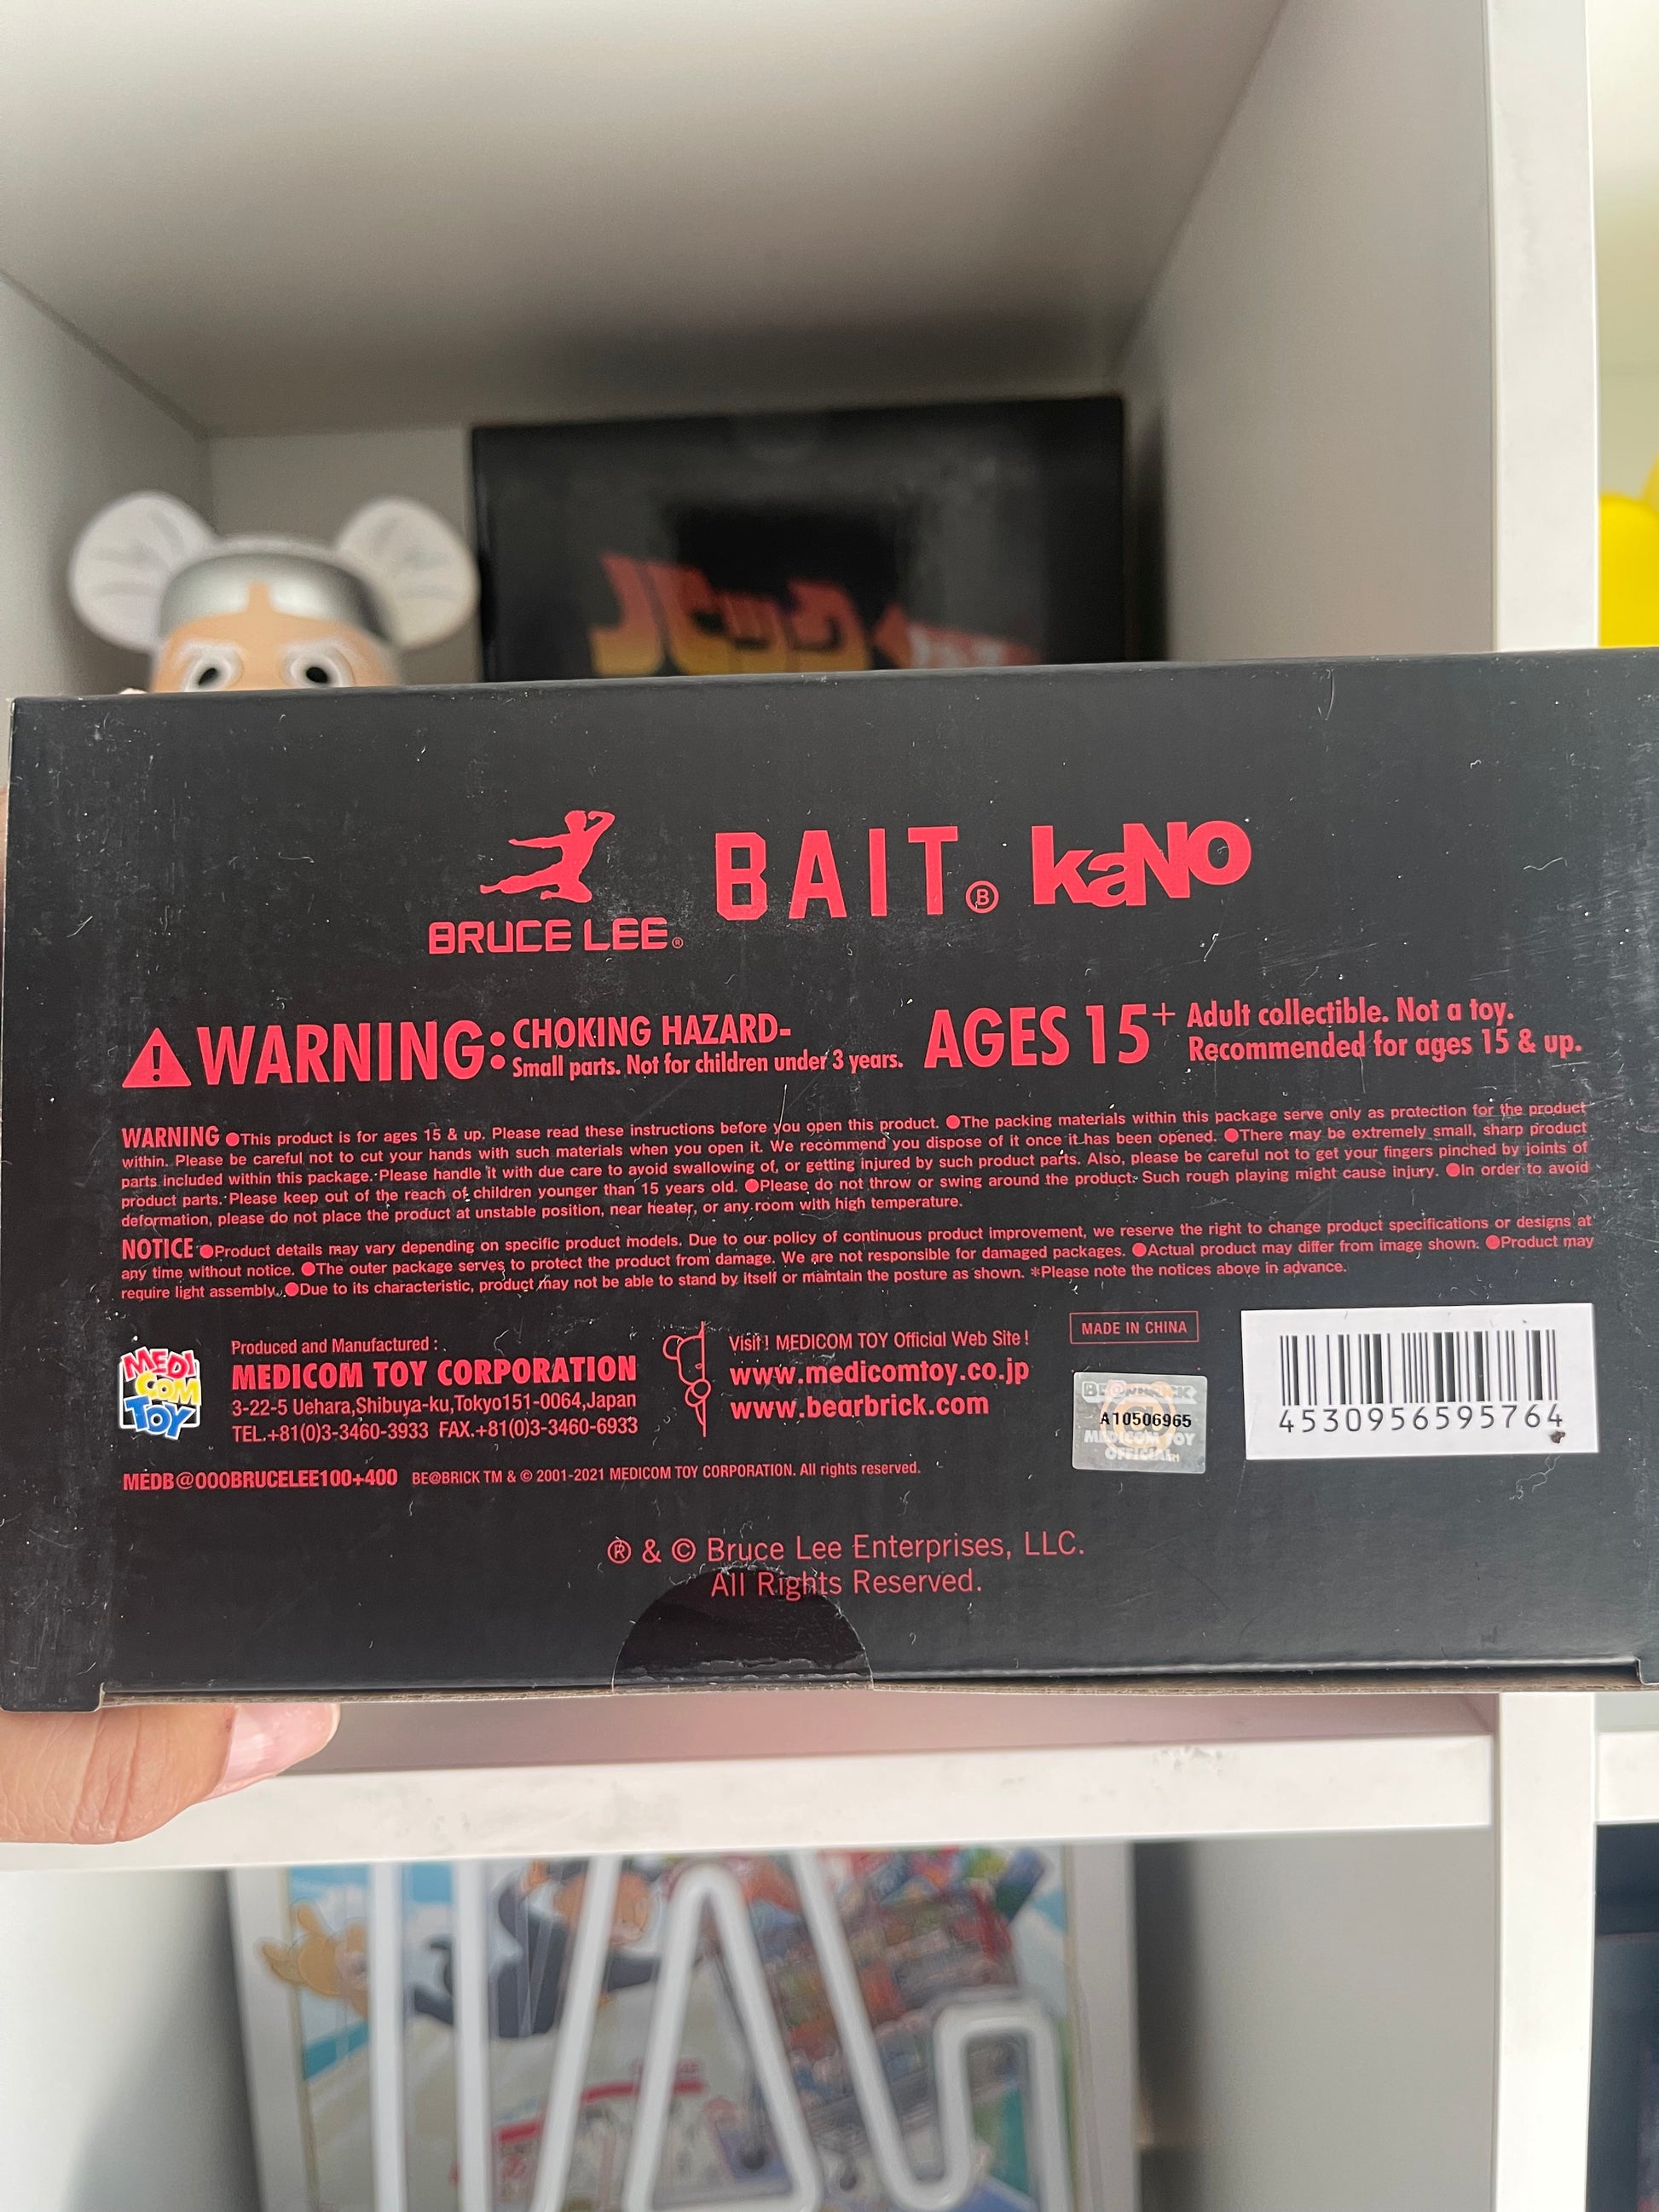 BRUCE LEE®
BAIT® kaNO
WARNING: CHOKING HAZARD-
Small parts. Not for children under 3 years.
AGES 15+ Adult collectible. Not a toy.
Recommended for ages 15 & up.
WARNING ●This product is for ages 15 & up. Please read these instructions before you open this product. ●The packing materials within this package serve only as protection for the product
within. Please be careful not to cut your hands with such materials when you open it. We recommend you dispose of it once it has been opened. ●There may be extremely small, sharp product
parts included within this package. Please handle it with due care to avoid swallowing of, or getting injured by such product parts. Also, please be careful not to get your fingers pinched by joints of
product parts. Please keep out of the reach of children younger than 15 years old. ●Please do not throw or swing around the product. Such rough playing might cause injury. ●In order to avoid
deformation, please do not place the product at unstable position, near heater, or any room with high temperature.
NOTICE ●Product details may vary depending on specific product models. Due to our policy of continuous product improvement, we reserve the right to change product specifications or designs at
any time without notice. ●The outer package serves to protect the product from damage. We are not responsible for damaged packages. ●Actual product may differ from image shown. ●Product may
require light assembly. ●Due to its characteristic, product may not be able to stand by itself or maintain the posture as shown. *Please note the notices above in advance.
MEDI
COM
TOY
Produced and Manufactured :
MEDICOM TOY CORPORATION
3-22-5 Uehara,Shibuya-ku,Tokyo151-0064,Japan
TEL.+81(0)3-3460-3933 FAX.+81(0)3-3460-6933
Visit! MEDICOM TOY Official Web Site!
www.medicomtoy.co.jp
www.bearbrick.com
MADE IN CHINA
BE@RBRICK
A10506965
MEDICOM TOY
OFFICIAL
4530956595764
MEDB@000BRUCELEE100+400 BE@BRICK TM & © 2001-2021 MEDICOM TOY CORPORATION. All rights reserved.
® & © Bruce Lee Enterprises, LLC.
All Rights Reserved.